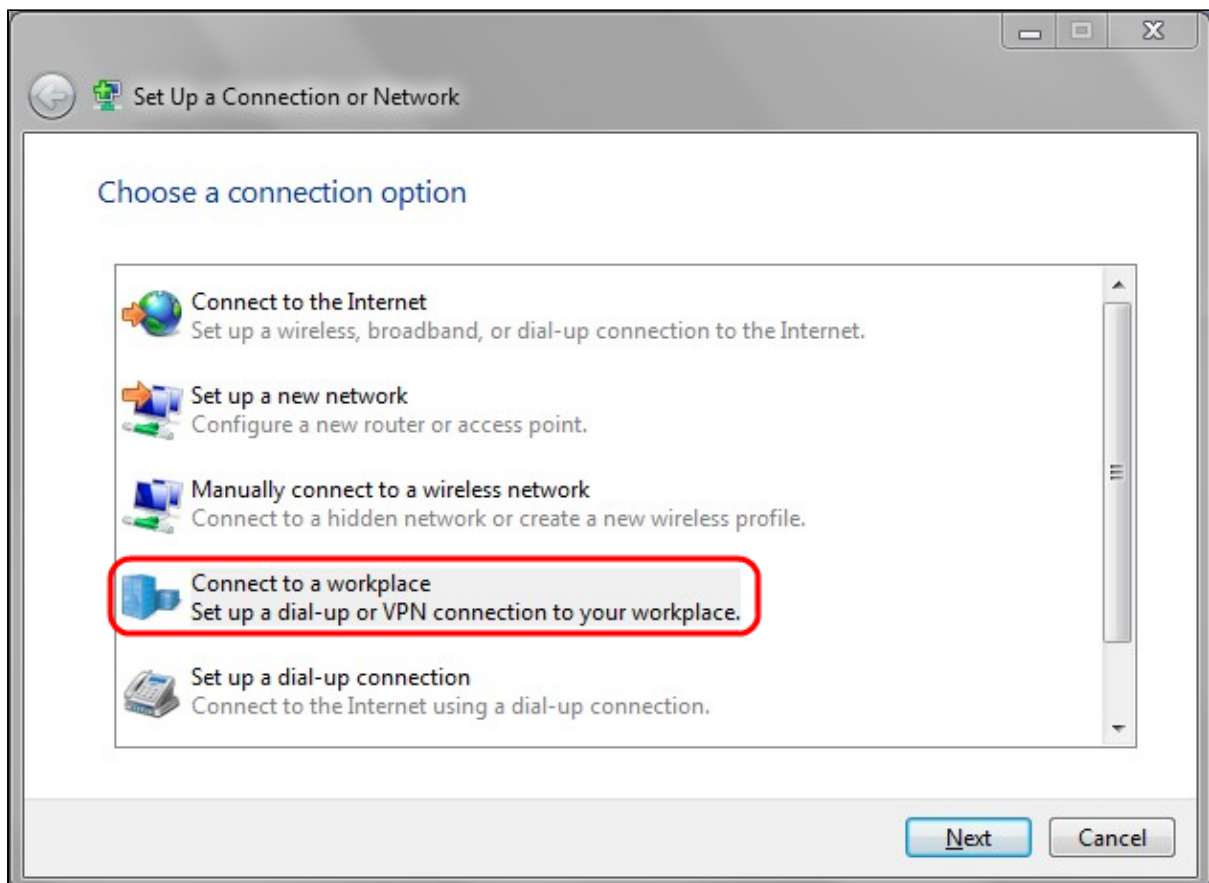 Set Up a Connection or Network
Choose a connection option
Connect to the Internet
Set up a wireless, broadband, or dial-up connection to the Internet.
Set up a new network
Configure a new router or access point.
Manually connect to a wireless network
Connect to a hidden network or create a new wireless profile.
Connect to a workplace
Set up a dial-up or VPN connection to your workplace.
Set up a dial-up connection
Connect to the Internet using a dial-up connection.
Next Cancel